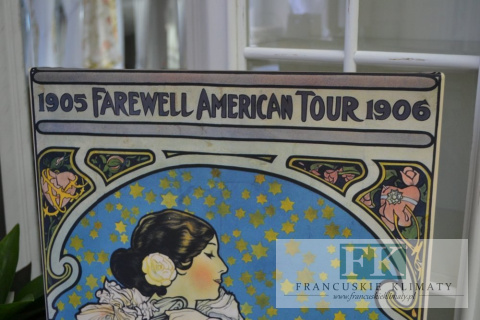 1905 FAREWELL AMERICAN TOUR 1906
FK
FRANCUSKIE KLIMATY
www.francuskieklimaty.pl